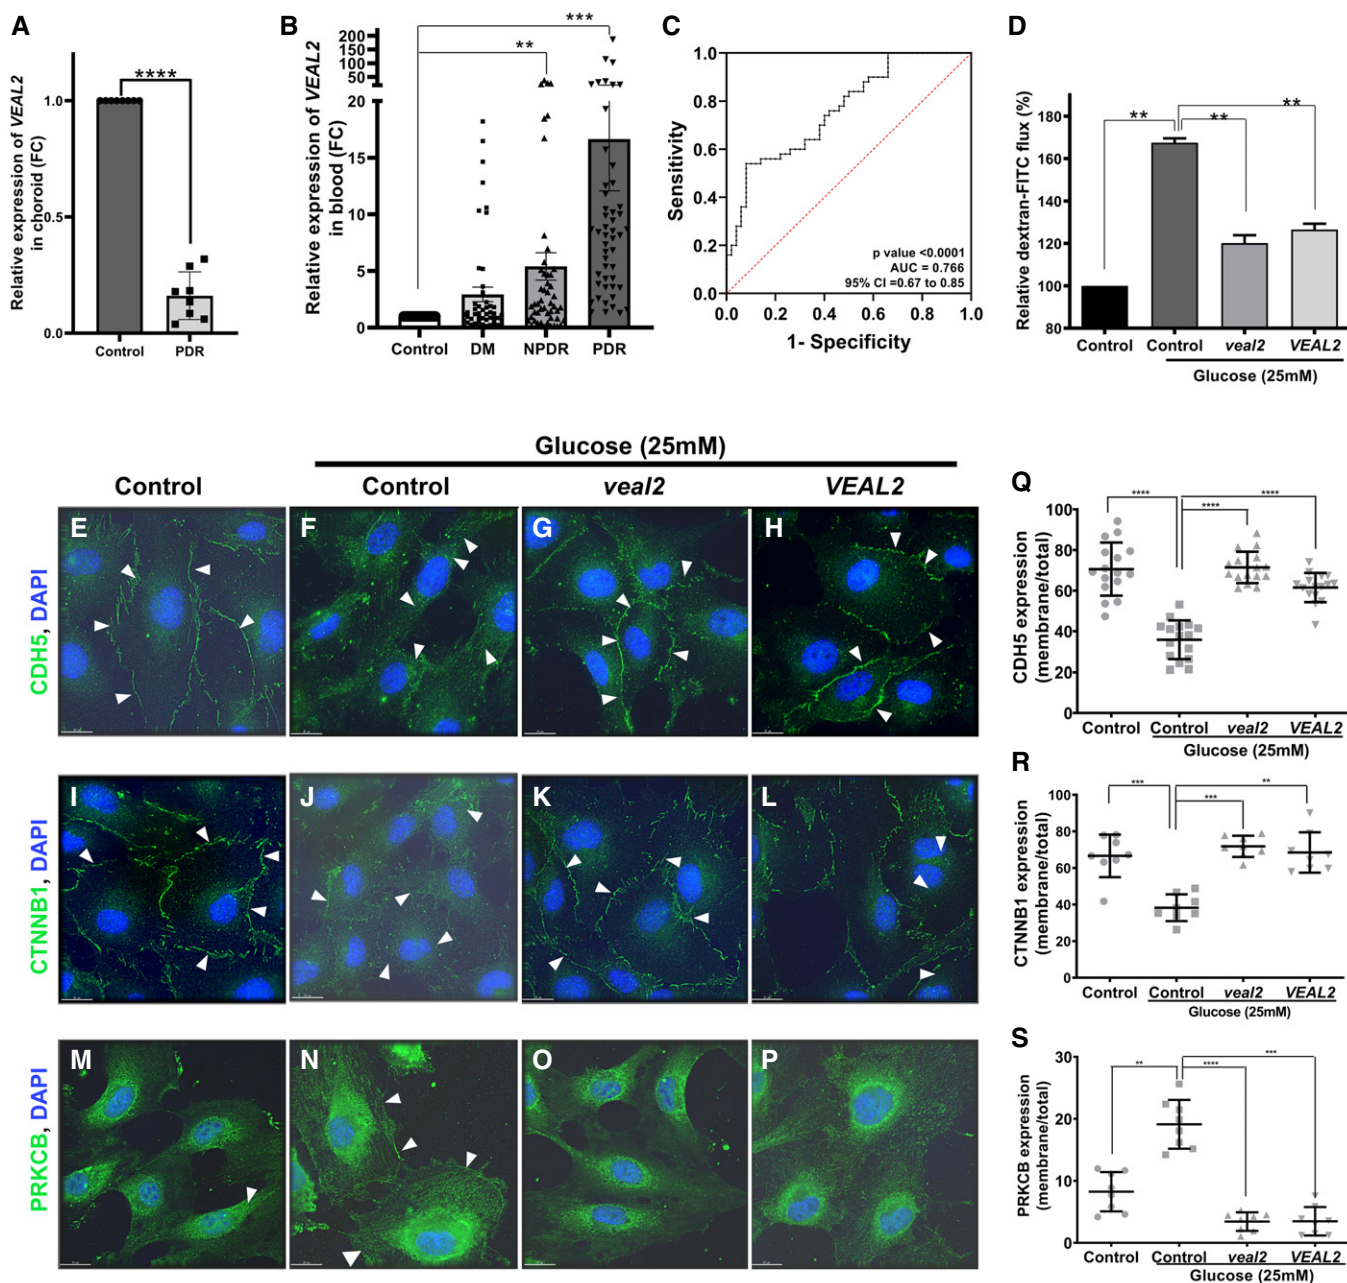 A
Relative expression of VEAL2
in choroid (FC)
****
1.0
0.5
0.0
Control
PDR
B
Relative expression of VEAL2
in blood (FC)
***
**
200
150
100
50
20
15
10
5
0
Control
DM
NPDR
PDR
C
Sensitivity
1.0
0.8
0.6
0.4
0.2
0.0
p value <0.0001
AUC = 0.766
95% CI =0.67 to 0.85
0.0
0.2
0.4
0.6
0.8
1.0
1- Specificity
D
Relative dextran-FITC flux (%)
180
160
140
120
100
80
**
**
**
Control
Control
veal2
VEAL2
Glucose (25mM)
Glucose (25mM)
Control
Control
veal2
VEAL2
CDH5, DAPI
E
F
G
H
CTNNB1, DAPI
I
J
K
L
PRKCB, DAPI
M
N
O
P
Q
CDH5 expression
(membrane/total)
100
80
60
40
20
0
****
****
****
Control
Control
veal2
VEAL2
Glucose (25mM)
R
CTNNB1 expression
(membrane/total)
100
80
60
40
20
0
***
***
**
Control
Control
veal2
VEAL2
Glucose (25mM)
S
PRKCB expression
(membrane/total)
30
20
10
0
**
****
***
Control
Control
veal2
VEAL2
Glucose (25mM)